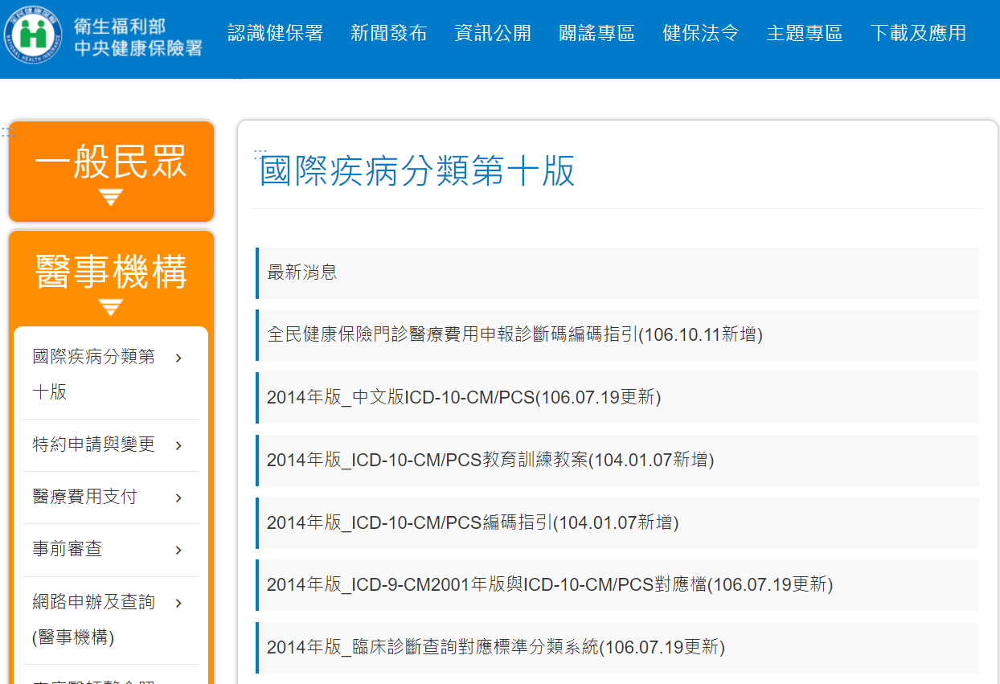 衛生福利部
中央健康保險署
認識健保署 新聞發布 資訊公開 闢謠專區 健保法令 主題專區 下載及應用
一般民眾
醫事機構
國際疾病分類第
十版
特約申請與變更
醫療費用支付
事前審查
網路申辦及查詢
(醫事機構)
國際疾病分類第十版
最新消息
全民健康保險門診醫療費用申報診斷碼編碼指引(106.10.11新增)
2014年版_中文版ICD-10-CM/PCS(106.07.19更新)
2014年版_ICD-10-CM/PCS教育訓練教案(104.01.07新增)
2014年版_ICD-10-CM/PCS編碼指引(104.01.07新增)
2014年版_ICD-9-CM2001年版與ICD-10-CM/PCS對應檔(106.07.19更新)
2014年版_臨床診斷查詢對應標準分類系統(106.07.19更新)